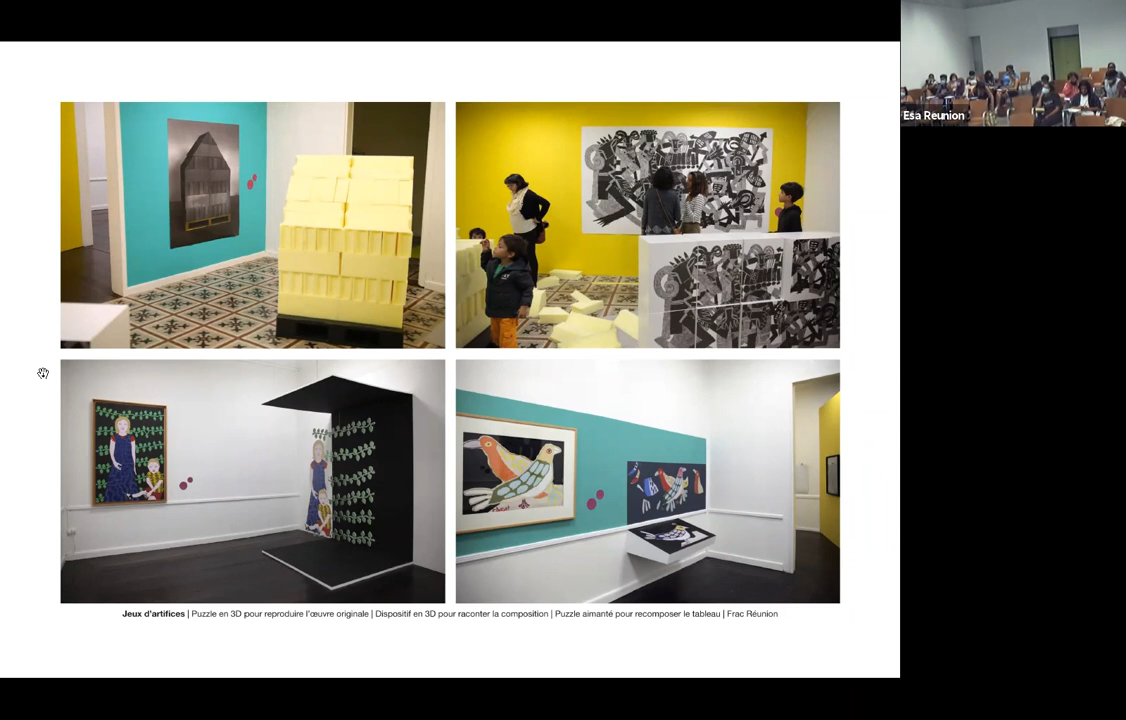 Esa Reunion
Jeux d'artifices | Puzzle en 3D pour reproduire l'œuvre originale | Dispositif en 3D pour raconter la composition | Puzzle aimanté pour recomposer le tableau | Frac Réunion